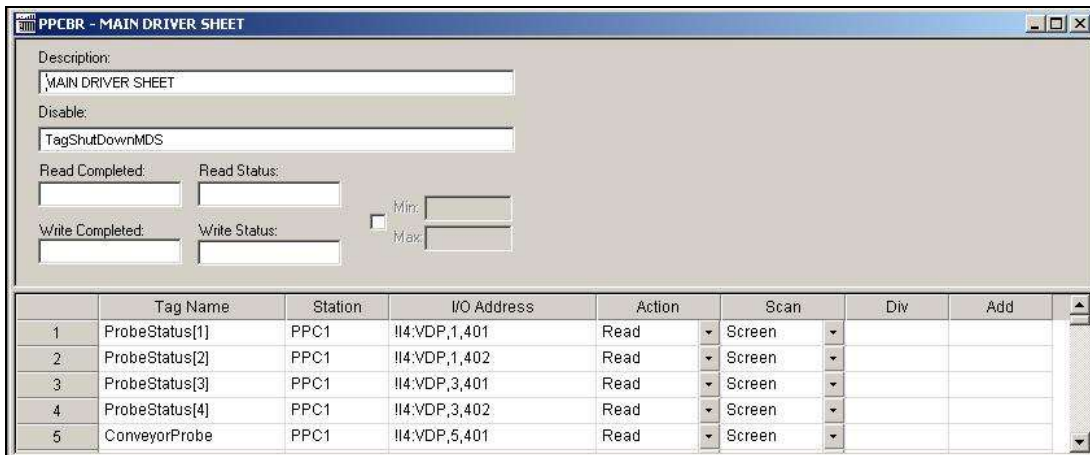 PPCBR - MAIN DRIVER SHEET
Description:
MAIN DRIVER SHEET
Disable:
TagShutDownMDS
Read Completed: Read Status:
Min:
Write Completed: Write Status:
Max:
Tag Name Station I/O Address Action Scan Div Add
1 ProbeStatus[1] PPC1 !I4:VDP,1,401 Read Screen
2 ProbeStatus[2] PPC1 !I4:VDP,1,402 Read Screen
3 ProbeStatus[3] PPC1 !I4:VDP,3,401 Read Screen
4 ProbeStatus[4] PPC1 !I4:VDP,3,402 Read Screen
5 ConveyorProbe PPC1 !I4:VDP,5,401 Read Screen